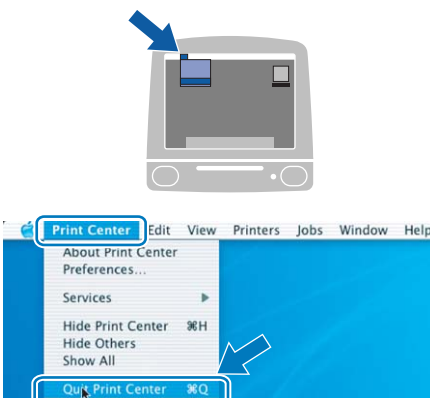 Print Center Edit View Printers Jobs Window Help
About Print Center
Preferences...
Services
Hide Print Center ⌘H
Hide Others
Show All
Quit Print Center ⌘Q